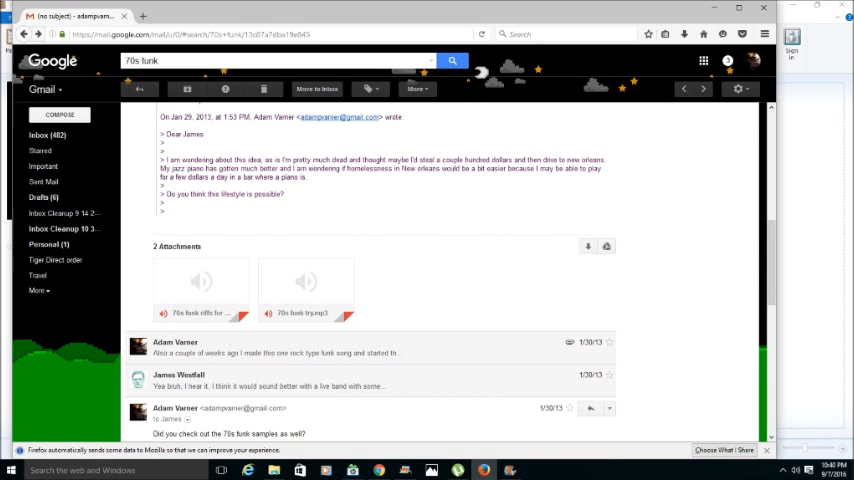 (no subject) - adampvarn...
https://mail.google.com/mail/u/0/#search/70s+funk/13c87a7dba19e845
Search
Google
70s funk
3
Sign in
Gmail
Move to Inbox
More
COMPOSE
Inbox (482)
Starred
Important
Sent Mail
Drafts (6)
Inbox Cleanup 9 14 2...
Inbox Cleanup 10 3...
Personal (1)
Tiger Direct order
Travel
More
On Jan 29, 2013, at 1:53 PM, Adam Varner <adampvarner@gmail.com> wrote:
> Dear James
>
>
> I am wondering about this idea, as is I'm pretty much dead and thought maybe I'd steal a couple hundred dollars and then drive to new orleans.
My jazz piano has gotten much better and I am wondering if homelessness in New orleans would be a bit easier because I may be able to play
for a few dollars a day in a bar where a piano is.
>
> Do you think this lifestyle is possible?
>
>
2 Attachments
70s funk riffs for ...
70s funk try.mp3
Adam Varner
1/30/13
Also a couple of weeks ago I made this one rock type funk song and started th...
James Westfall
1/30/13
Yea bruh, I hear it. I think it would sound better with a live band with some...
Adam Varner <adampvarner@gmail.com>
1/30/13
to James
Did you check out the 70s funk samples as well?
Firefox automatically sends some data to Mozilla so that we can improve your experience.
Choose What I Share
Search the web and Windows
10:40 PM
9/7/2016